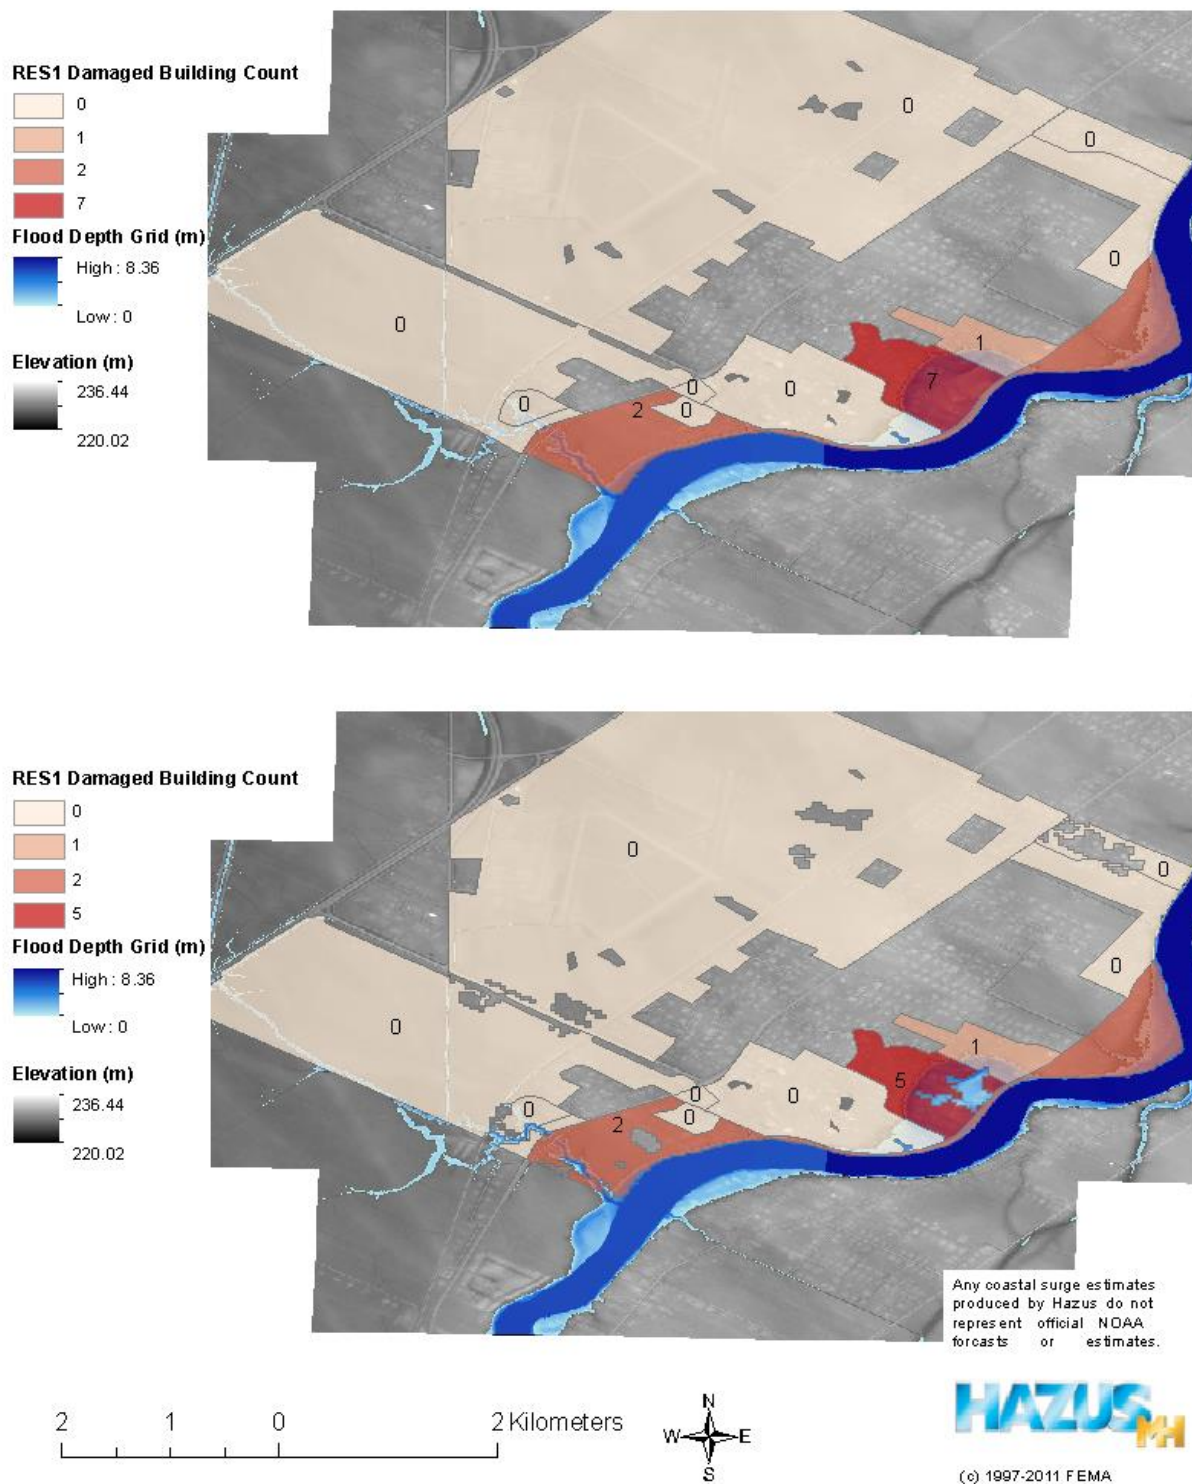 RES1 Damaged Building Count
0
1
2
7
Flood Depth Grid (m)
High : 8.36
Low : 0
Elevation (m)
236.44
220.02
0
0
0
0
1
7
0
0
0
2
0
RES1 Damaged Building Count
0
1
2
5
Flood Depth Grid (m)
High : 8.36
Low : 0
Elevation (m)
236.44
220.02
0
0
0
0
1
5
0
0
0
2
0
Any coastal surge estimates
produced by Hazus do not
represent official NOAA
forcasts or estimates.
2 1 0 2 Kilometers
N
W E
S
HAZUS
MH
(c) 1997-2011 FEMA